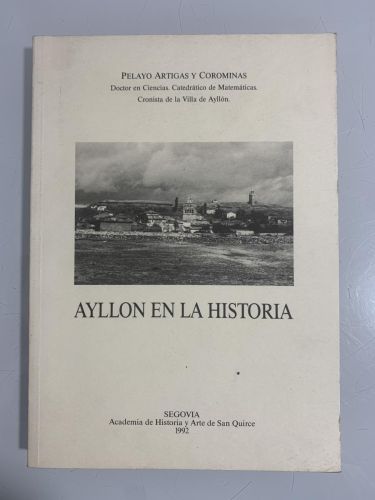 PELAYO ARTIGAS Y COROMINAS
Doctor en Ciencias. Catedrático de Matemáticas.
Cronista de la Villa de Ayllón.
AYLLON EN LA HISTORIA
SEGOVIA
Academia de Historia y Arte de San Quirce
1992